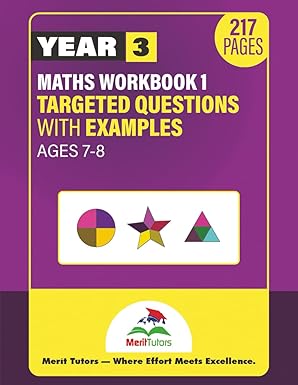 YEAR 3
217
PAGES
MATHS WORKBOOK 1
TARGETED QUESTIONS
WITH EXAMPLES
AGES 7-8
MeritTutors
Merit Tutors — Where Effort Meets Excellence.